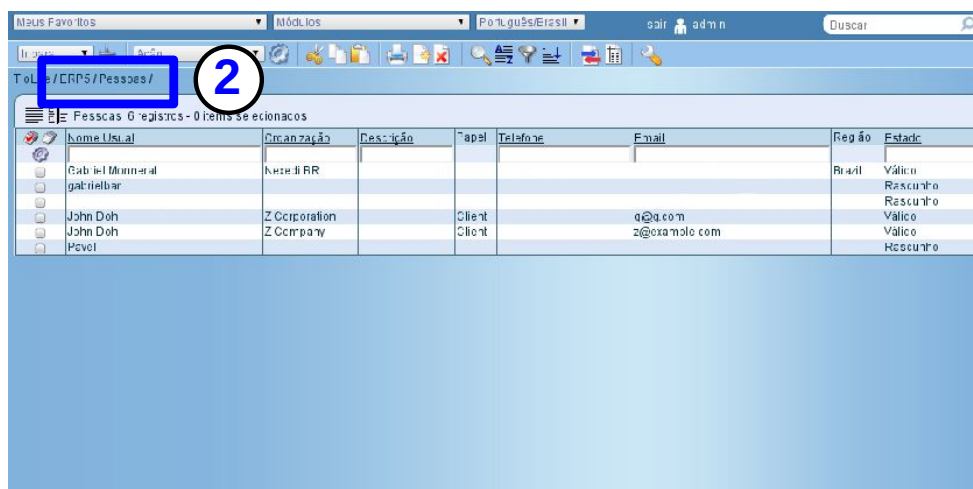 Meus Favoritos Módulos Português/Brasil sair admin Buscar
Ação
2
/ERP5/Pessoas/
Pessoas 6 registros - 0 items selecionados
Nome Usual Organização Descrição Papel Telefone Email Região Estado
Gabriel Monnerat Nexedi BR Brazil Válido
gabrielbar Rascunho
Rascunho
John Doh Z Corporation Client q@q.com Válido
John Doh Z Company Client z@example.com Válido
Pavel Rascunho